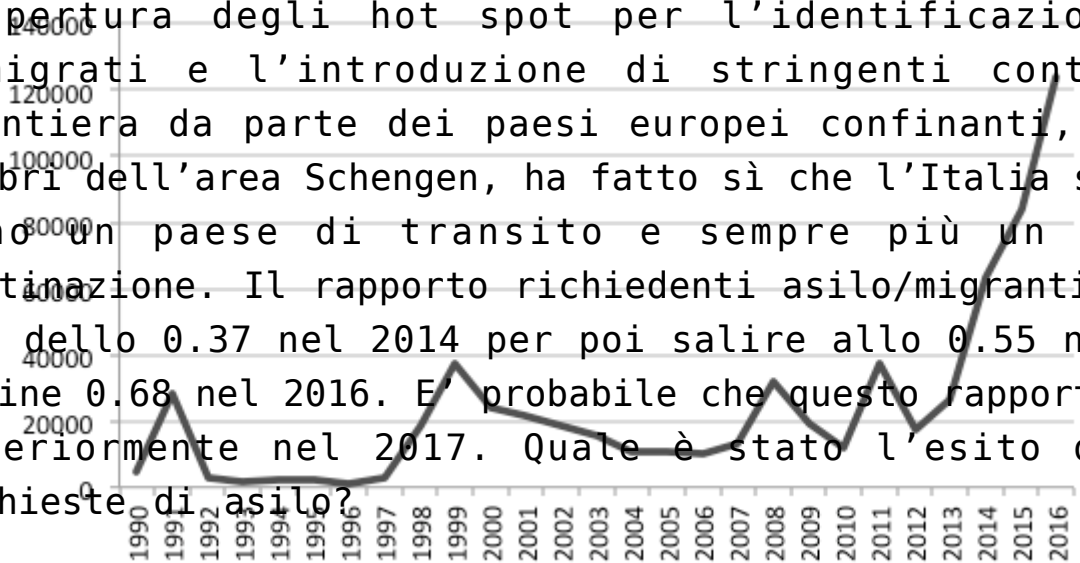 pertura degli hot spot per l’identificazio
igrati e l’introduzione di stringenti cont
ntiera da parte dei paesi europei confinanti,
bri dell’area Schengen, ha fatto sì che l’Italia s
no un paese di transito e sempre più un
tinazione. Il rapporto richiedenti asilo/migranti
dello 0.37 nel 2014 per poi salire allo 0.55 n
ine 0.68 nel 2016. E’ probabile che questo rapport
eriormente nel 2017. Quale è stato l’esito d
hieste di asilo?
140000
120000
100000
80000
60000
40000
20000
0
1990 1991 1992 1993 1994 1995 1996 1997 1998 1999 2000 2001 2002 2003 2004 2005 2006 2007 2008 2009 2010 2011 2012 2013 2014 2015 2016